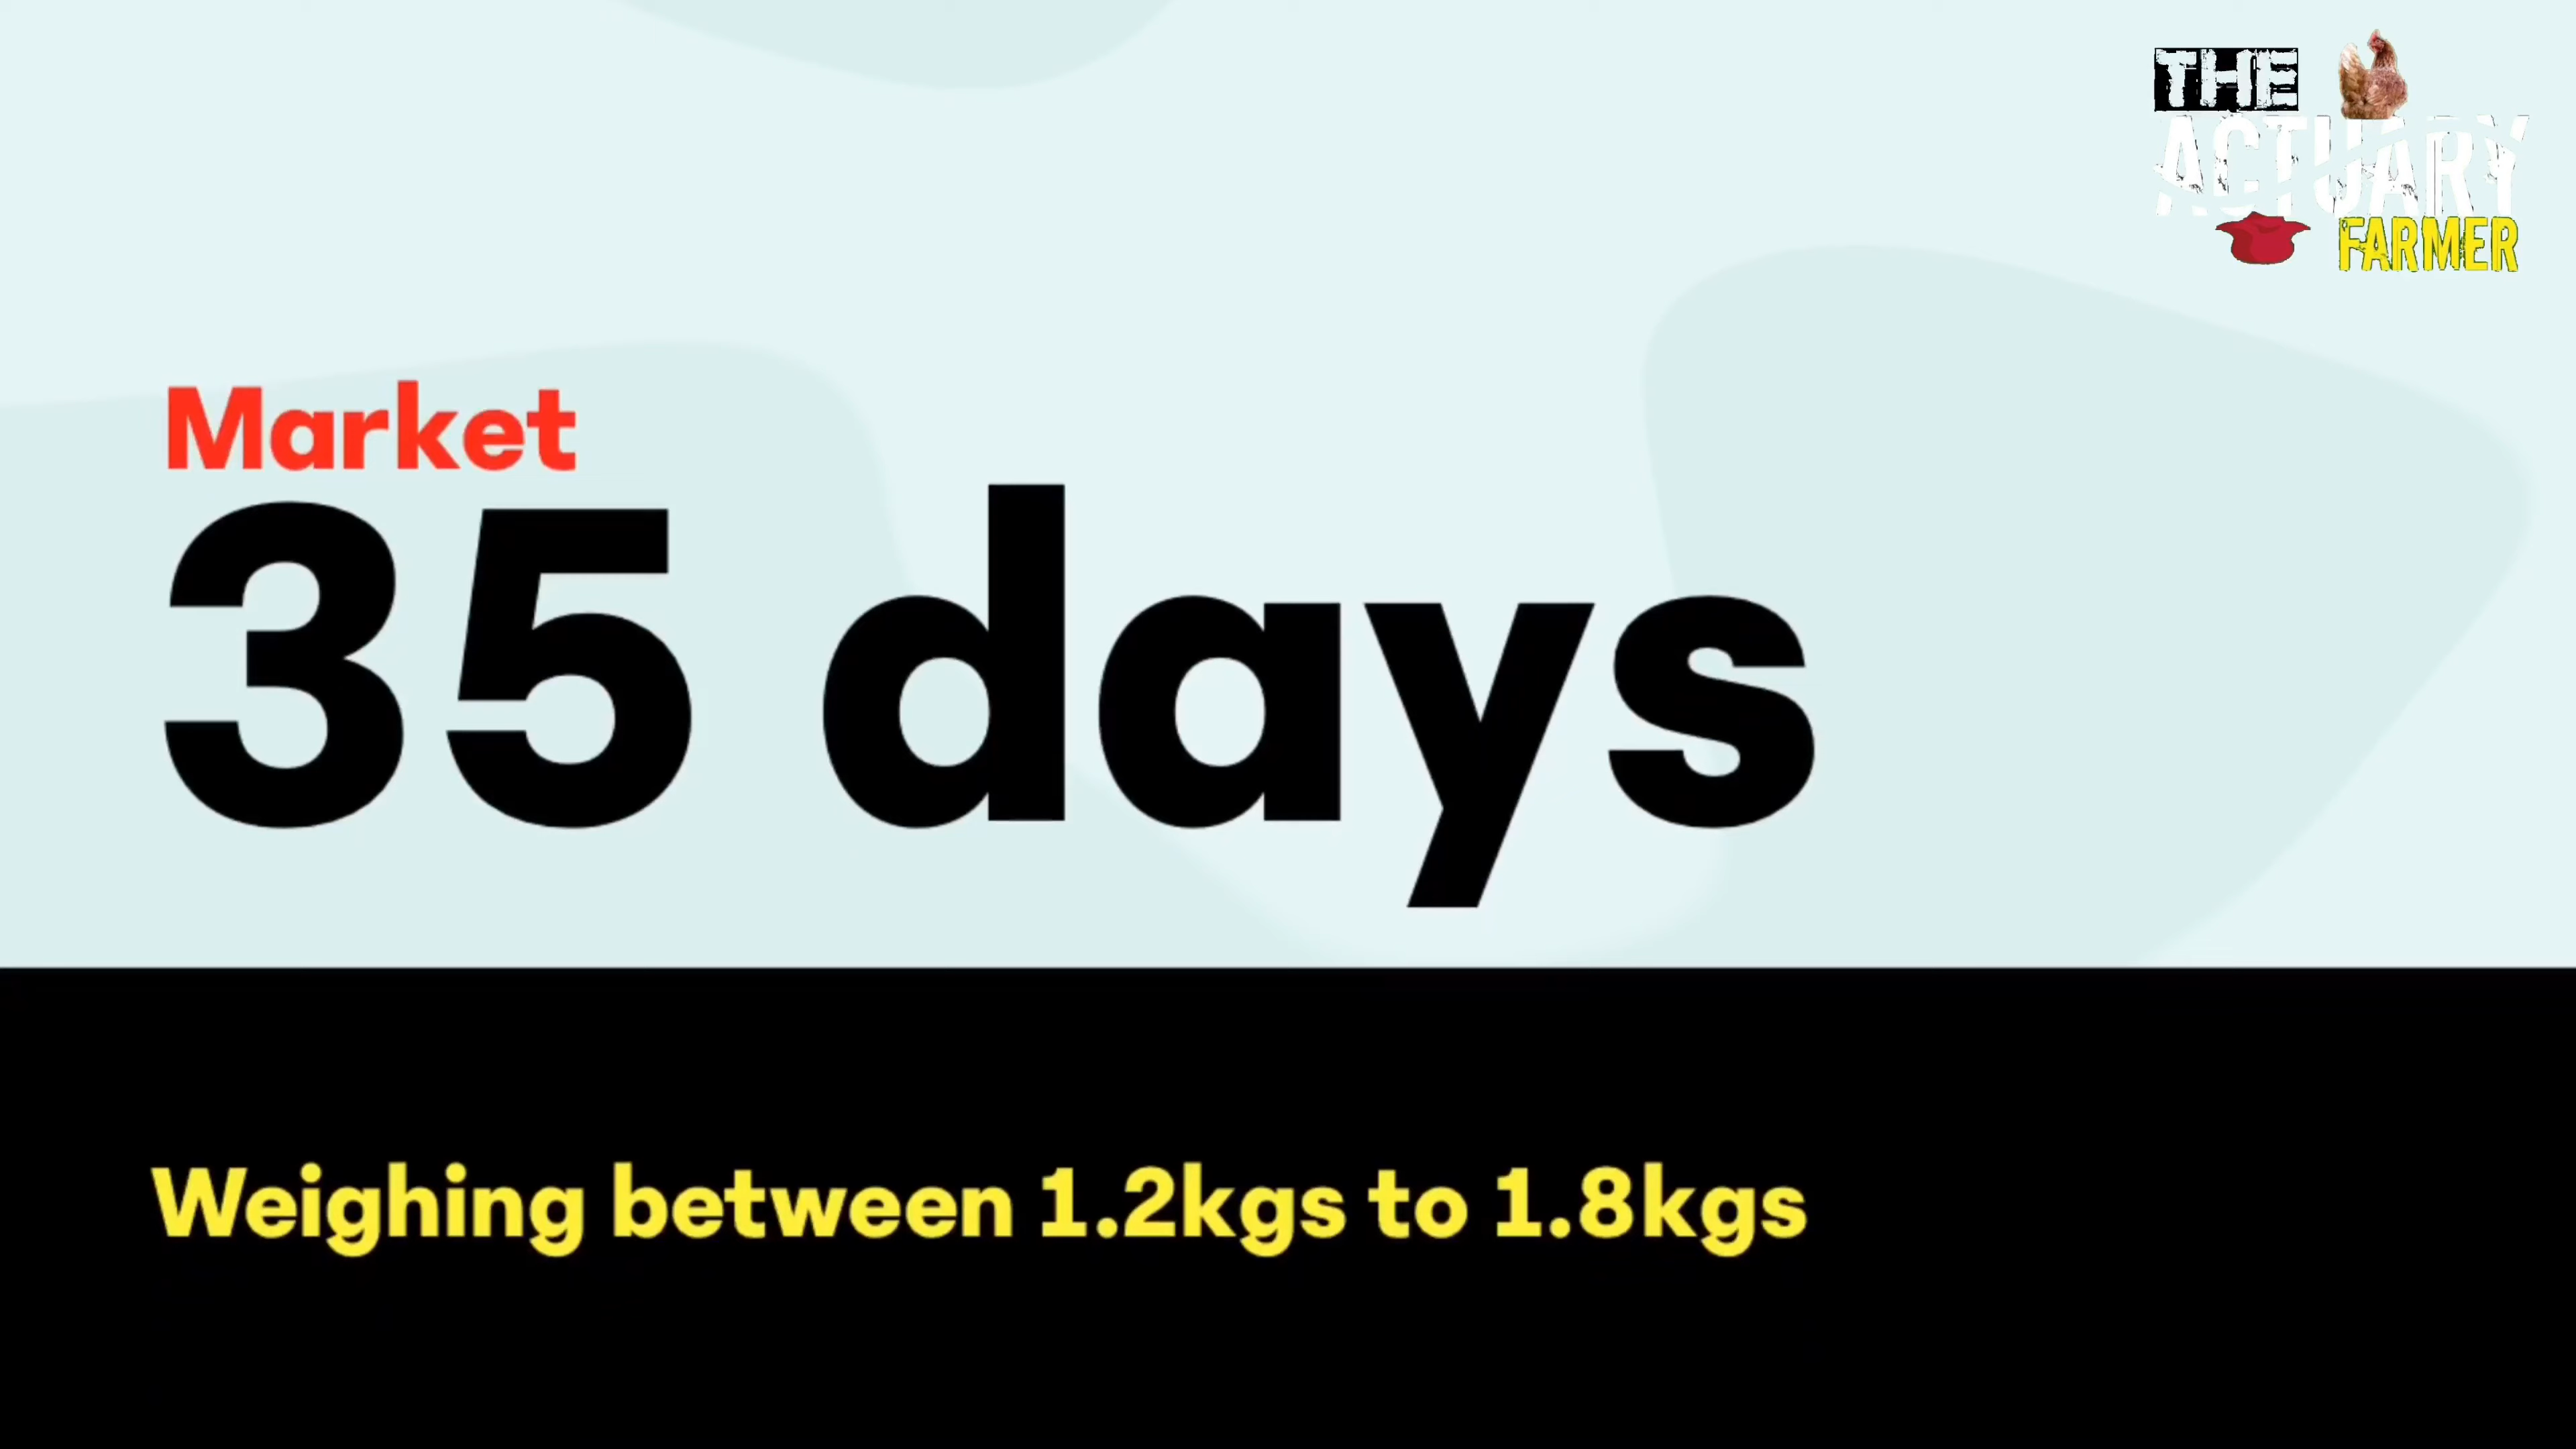 THE
ACTUARY
FARMER
Market
35 days
Weighing between 1.2kgs to 1.8kgs